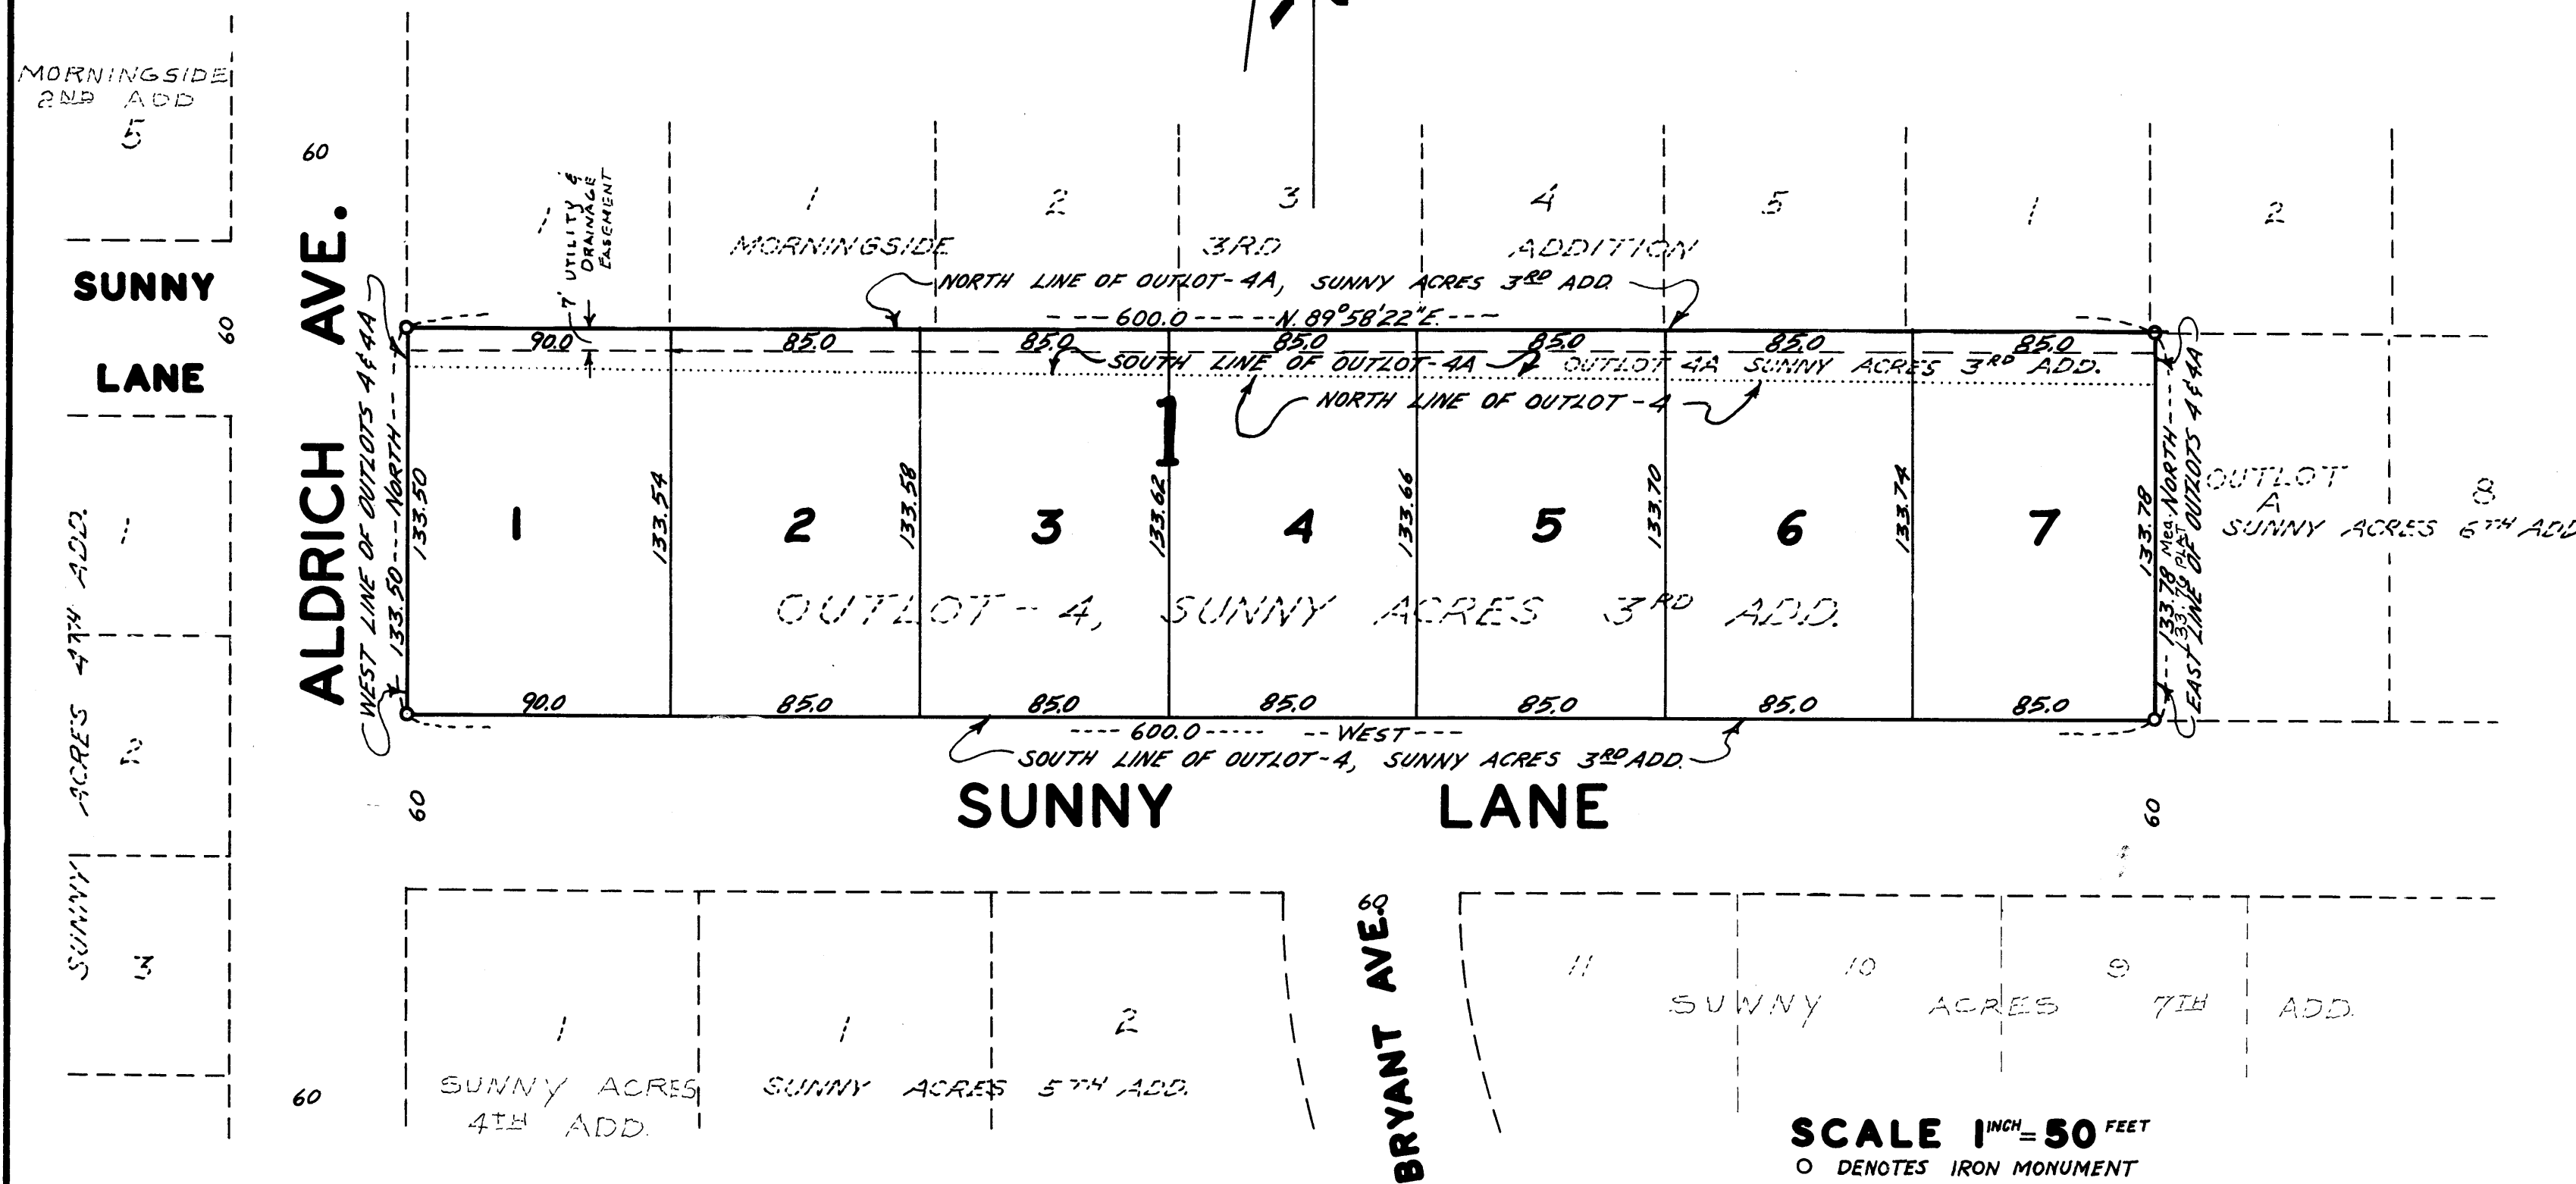 MORNINGSIDE
2ND ADD
5
60
7' UTILITY &
DRAINAGE
EASEMENT
1
1
2
3
4
5
1
2
MORNINGSIDE 3RD ADDITION
SUNNY
LANE
60
ALDRICH AVE.
NORTH LINE OF OUTLOT-4A, SUNNY ACRES 3RD ADD.
600.0 N. 89°58'22"E.
90.0 85.0 85.0 85.0 85.0 85.0 85.0
SOUTH LINE OF OUTLOT-4A
OUTLOT 4A SUNNY ACRES 3RD ADD.
NORTH LINE OF OUTLOT-4
1
WEST LINE OF OUTLOTS 4 & 4A
133.50 --- NORTH
133.50
133.54
133.58
133.62
133.66
133.70
133.74
133.78
133.78 Mea. NORTH
133.76 PLAT
EAST LINE OF OUTLOTS 4 & 4A
1 2 3 4 5 6 7
OUTLOT-4, SUNNY ACRES 3RD ADD.
OUTLOT
A
SUNNY ACRES 6TH ADD
8
90.0 85.0 85.0 85.0 85.0 85.0 85.0
600.0 --WEST---
SOUTH LINE OF OUTLOT-4, SUNNY ACRES 3RD ADD.
SUNNY LANE
60
60
SUNNY ACRES 4TH ADD.
1
2
3
60
1
SUNNY ACRES
4TH ADD.
1
2
SUNNY ACRES 5TH ADD.
60
BRYANT AVE.
11
10
9
SUNNY ACRES 7TH ADD.
SCALE 1 INCH = 50 FEET
O DENOTES IRON MONUMENT